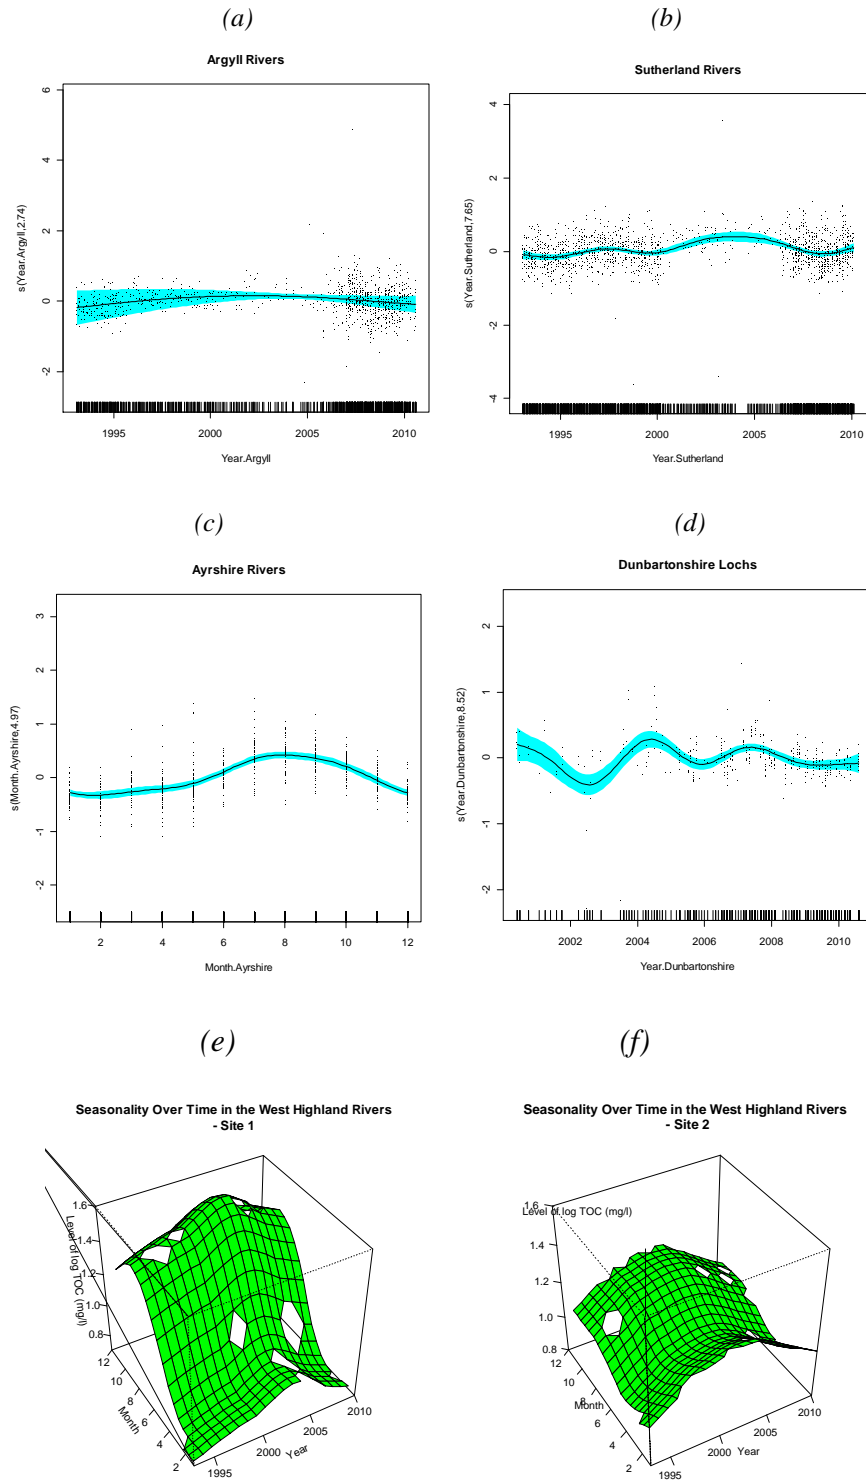 (a)
Argyll Rivers
s(Year.Argyll,2.74)
6
4
2
0
-2
1995 2000 2005 2010
Year.Argyll
(b)
Sutherland Rivers
s(Year.Sutherland,7.65)
4
2
0
-2
-4
1995 2000 2005 2010
Year.Sutherland
(c)
Ayrshire Rivers
s(Month.Ayrshire,4.97)
3
2
1
0
-1
-2
2 4 6 8 10 12
Month.Ayrshire
(d)
Dunbartonshire Lochs
s(Year.Dunbartonshire,8.52)
2
1
0
-1
-2
2002 2004 2006 2008 2010
Year.Dunbartonshire
(e)
Seasonality Over Time in the West Highland Rivers
- Site 1
Level of log TOC (mg/l)
1.6
1.4
1.2
1.0
0.8
12
10
8
6
4
2
Month
1995
2000
2005
2010
Year
(f)
Seasonality Over Time in the West Highland Rivers
- Site 2
Level of log TOC (mg/l)
1.6
1.4
1.2
1.0
0.8
12
10
8
6
4
2
Month
1995
2000
2005
2010
Year